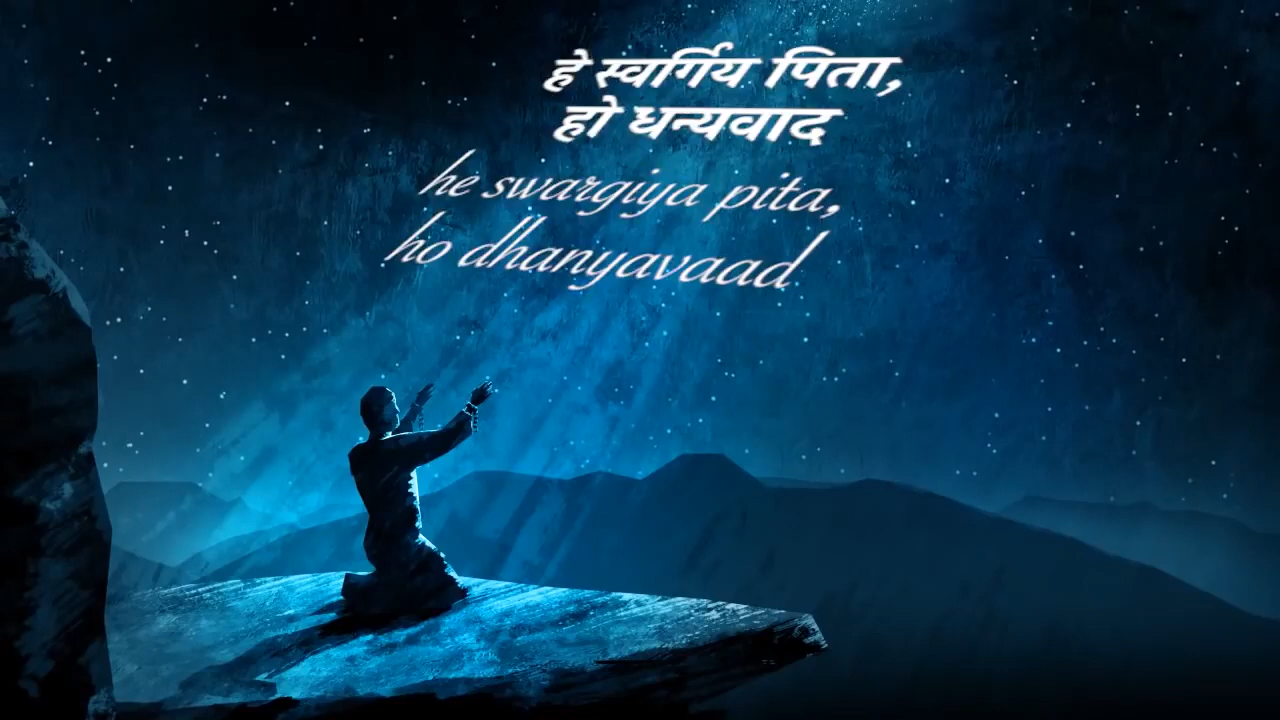 हे स्वर्गिय पिता,
हो धन्यवाद
he swargiya pita,
ho dhanyavaad